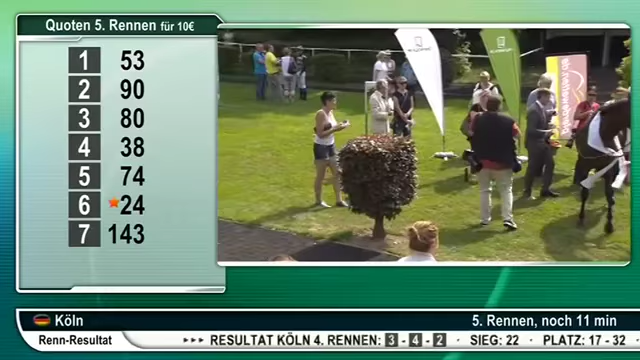 Quoten 5. Rennen für 10€
1 53
2 90
3 80
4 38
5 74
6 24
7 143
Köln
5. Rennen, noch 11 min
Renn-Resultat
RESULTAT KÖLN 4. RENNEN: 3 - 4 - 2 · SIEG: 22 · PLATZ: 17 - 32